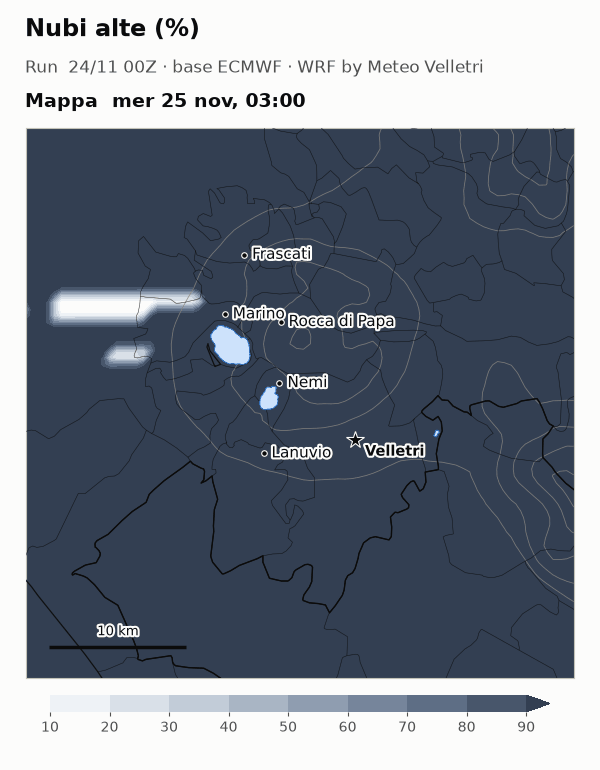 Nubi alte (%)
Run  24/11 00Z · base ECMWF · WRF by Meteo Velletri
Mappa  mer 25 nov, 03:00
Frascati
Marino
Rocca di Papa
Nemi
Velletri
Lanuvio
10 km
10 20 30 40 50 60 70 80 90